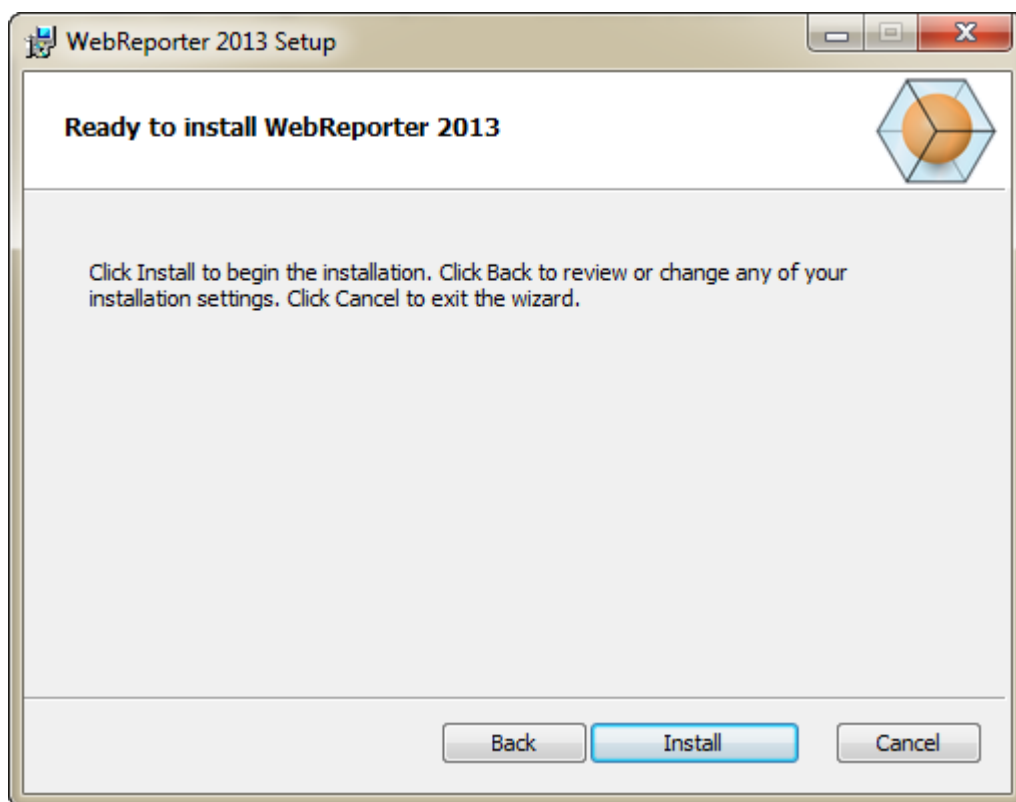 WebReporter 2013 Setup
Ready to install WebReporter 2013
Click Install to begin the installation. Click Back to review or change any of your
installation settings. Click Cancel to exit the wizard.
Back Install Cancel